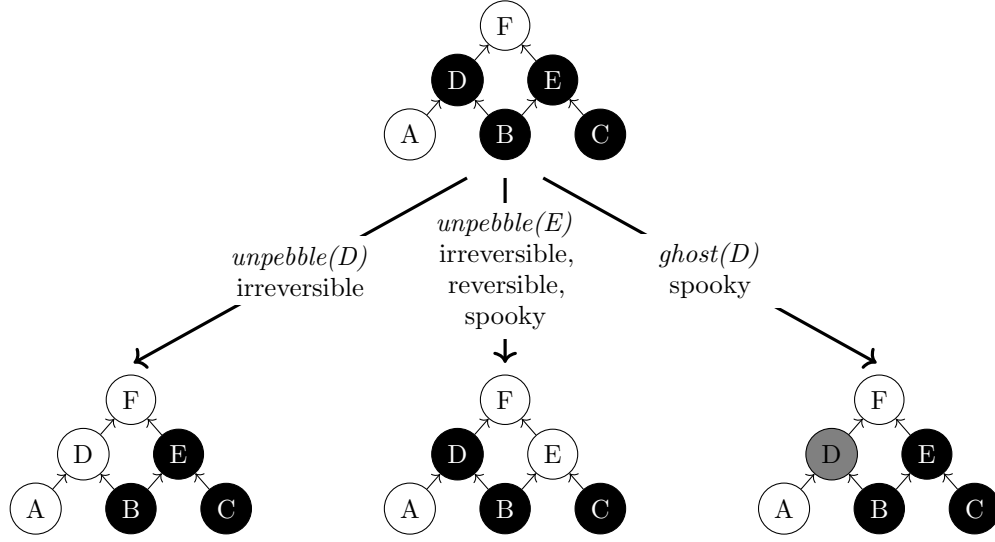 F
D E
A B C
unpebble(D)
irreversible
unpebble(E)
irreversible,
reversible,
spooky
ghost(D)
spooky
F
D E
A B C
F
D E
A B C
F
D E
A B C